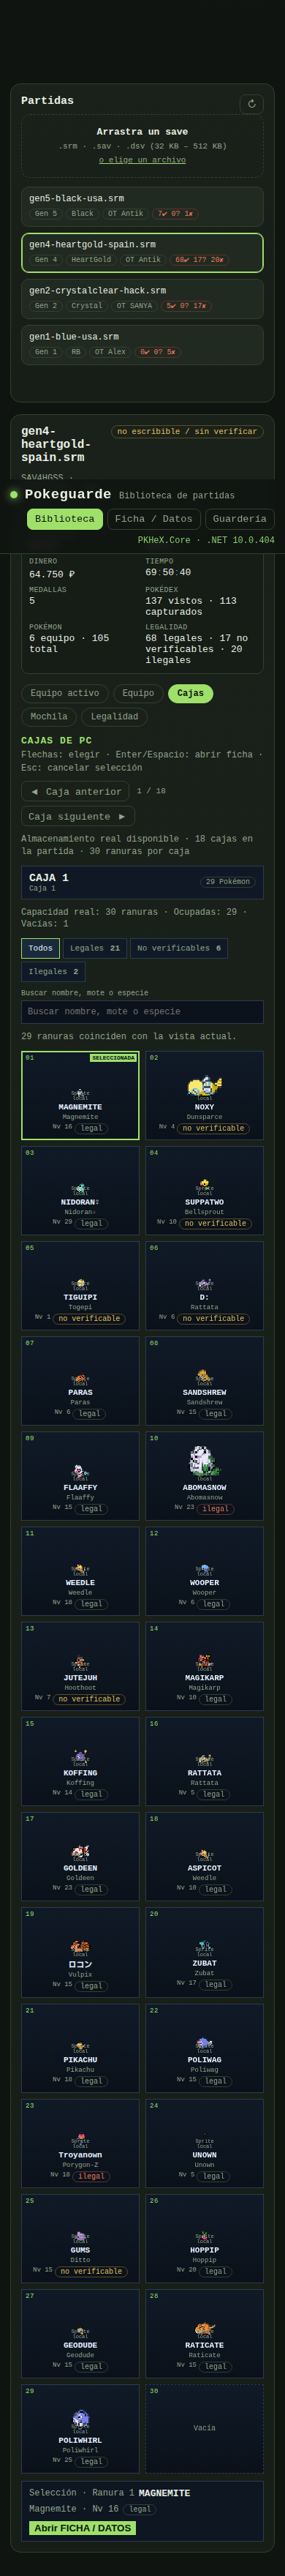 Partidas
↻
Arrastra un save
.srm · .sav · .dsv (32 KB – 512 KB)
o elige un archivo
gen5-black-usa.srm
Gen 5 Black OT Antik 7✔ 0? 1✘
gen4-heartgold-spain.srm
Gen 4 HeartGold OT Antik 68✔ 17? 20✘
gen2-crystalclear-hack.srm
Gen 2 Crystal OT SANYA 5✔ 0? 17✘
gen1-blue-usa.srm
Gen 1 RB OT Alex 0✔ 0? 5✘
gen4-heartgold-spain.srm
no escribible / sin verificar
SAV4HGSS ·
Pokeguarde Biblioteca de partidas
Biblioteca Ficha / Datos Guardería
PKHeX.Core · .NET 10.0.404
DINERO TIEMPO
64.750 ₽ 69:50:40
MEDALLAS POKÉDEX
5 137 vistos · 113 capturados
POKÉMON LEGALIDAD
6 equipo · 105 total 68 legales · 17 no verificables · 20 ilegales
Equipo activo Equipo Cajas
Mochila Legalidad
CAJAS DE PC
Flechas: elegir · Enter/Espacio: abrir ficha ·
Esc: cancelar selección
◄ Caja anterior 1 / 18
Caja siguiente ►
Almacenamiento real disponible · 18 cajas en
la partida · 30 ranuras por caja
CAJA 1
Caja 1
29 Pokémon
Capacidad real: 30 ranuras · Ocupadas: 29 ·
Vacías: 1
Todos Legales 21 No verificables 6
Ilegales 2
Buscar nombre, mote o especie
Buscar nombre, mote o especie
29 ranuras coinciden con la vista actual.
01 SELECCIONADA 02
MAGNEMITE NOXY
Magnemite Dunsparce
Nv 16 legal Nv 4 no verificable
03 04
NIDORAN♀ SUPPATWO
Nidoran♀ Bellsprout
Nv 29 legal Nv 10 no verificable
05 06
TIGUIPI D:
Togepi Rattata
Nv 1 no verificable Nv 6 no verificable
07 08
PARAS SANDSHREW
Paras Sandshrew
Nv 6 legal Nv 15 legal
09 10
FLAAFFY ABOMASNOW
Flaaffy Abomasnow
Nv 15 legal Nv 23 ilegal
11 12
WEEDLE WOOPER
Weedle Wooper
Nv 18 legal Nv 6 legal
13 14
JUTEJUH MAGIKARP
Hoothoot Magikarp
Nv 7 no verificable Nv 10 legal
15 16
KOFFING RATTATA
Koffing Rattata
Nv 14 legal Nv 5 legal
17 18
GOLDEEN ASPICOT
Goldeen Weedle
Nv 23 legal Nv 10 legal
19 20
ロコン ZUBAT
Vulpix Zubat
Nv 15 legal Nv 17 legal
21 22
PIKACHU POLIWAG
Pikachu Poliwag
Nv 18 legal Nv 15 legal
23 24
Troyanown UNOWN
Porygon-Z Unown
Nv 18 ilegal Nv 5 legal
25 26
GUMS HOPPIP
Ditto Hoppip
Nv 15 no verificable Nv 20 legal
27 28
GEODUDE RATICATE
Geodude Raticate
Nv 15 legal Nv 15 legal
29 30
POLIWHIRL Vacía
Poliwhirl
Nv 25 legal
Selección · Ranura 1 MAGNEMITE
Magnemite · Nv 16 legal
Abrir FICHA / DATOS